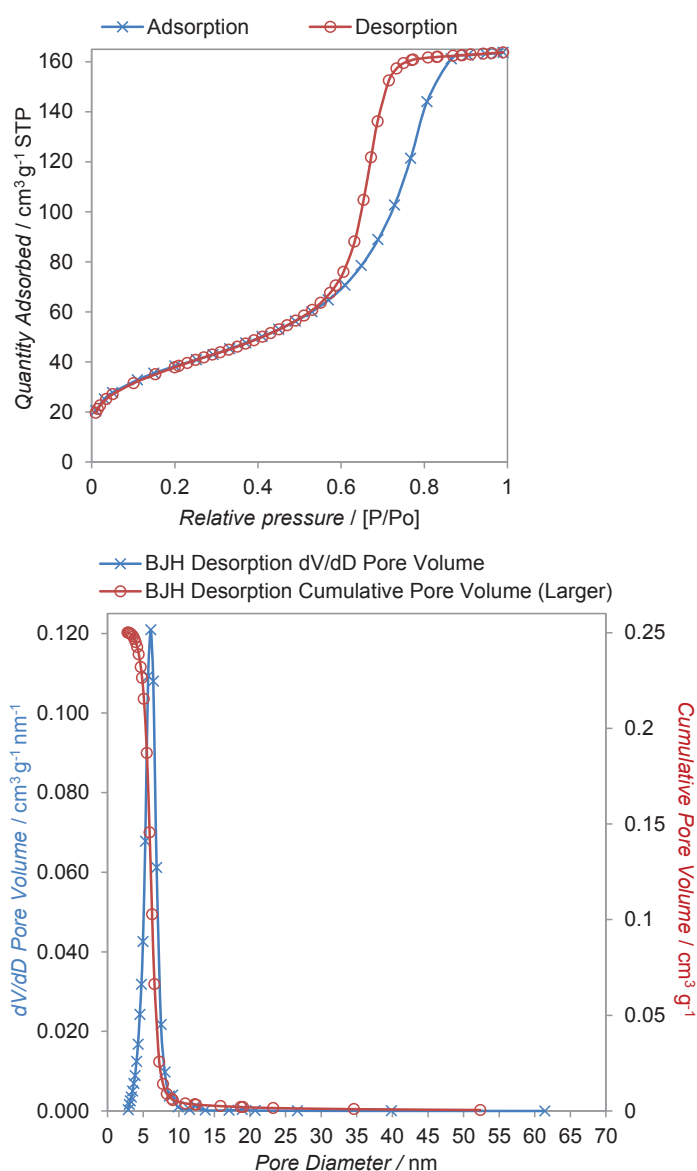 Adsorption Desorption
160
140
120
100
80
60
40
20
0
0 0.2 0.4 0.6 0.8 1
Quantity Adsorbed / cm³ g⁻¹ STP
Relative pressure / [P/Po]
BJH Desorption dV/dD Pore Volume
BJH Desorption Cumulative Pore Volume (Larger)
0.120
0.100
0.080
0.060
0.040
0.020
0.000
dV/dD Pore Volume / cm³ g⁻¹ nm⁻¹
0.25
0.2
0.15
0.1
0.05
0
Cumulative Pore Volume / cm³ g⁻¹
0 5 10 15 20 25 30 35 40 45 50 55 60 65 70
Pore Diameter / nm